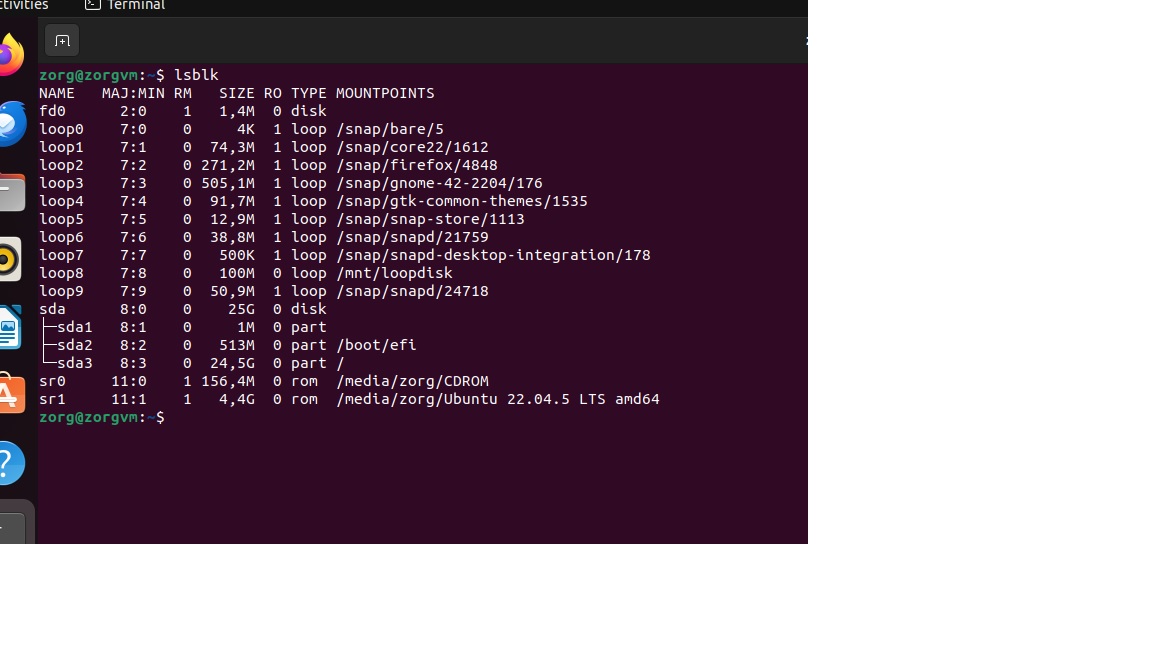 Terminal
zorg@zorgvm:~$ lsblk
NAME   MAJ:MIN RM   SIZE RO TYPE MOUNTPOINTS
fd0      2:0    1   1,4M  0 disk
loop0    7:0    0     4K  1 loop /snap/bare/5
loop1    7:1    0  74,3M  1 loop /snap/core22/1612
loop2    7:2    0 271,2M  1 loop /snap/firefox/4848
loop3    7:3    0 505,1M  1 loop /snap/gnome-42-2204/176
loop4    7:4    0  91,7M  1 loop /snap/gtk-common-themes/1535
loop5    7:5    0  12,9M  1 loop /snap/snap-store/1113
loop6    7:6    0  38,8M  1 loop /snap/snapd/21759
loop7    7:7    0   500K  1 loop /snap/snapd-desktop-integration/178
loop8    7:8    0   100M  0 loop /mnt/loopdisk
loop9    7:9    0  50,9M  1 loop /snap/snapd/24718
sda      8:0    0    25G  0 disk
├─sda1   8:1    0     1M  0 part
├─sda2   8:2    0   513M  0 part /boot/efi
└─sda3   8:3    0  24,5G  0 part /
sr0     11:0    1 156,4M  0 rom  /media/zorg/CDROM
sr1     11:1    1   4,4G  0 rom  /media/zorg/Ubuntu 22.04.5 LTS amd64
zorg@zorgvm:~$